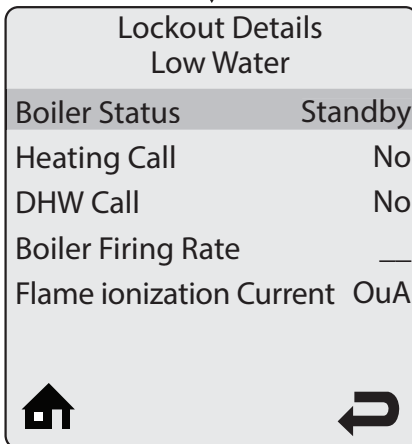 Lockout Details
Low Water
Boiler Status Standby
Heating Call No
DHW Call No
Boiler Firing Rate __
Flame ionization Current OuA